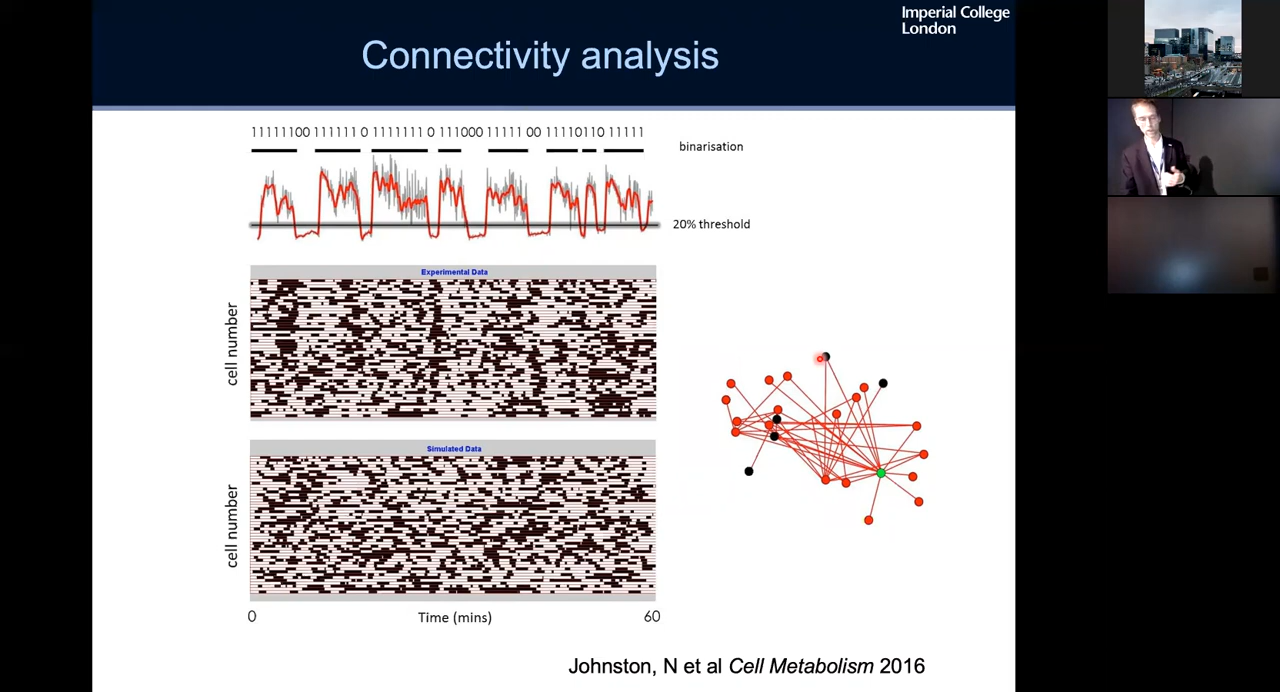 Imperial College
London
Connectivity analysis
11111100 111111 0 1111111 0 111000 11111 00 11110110 11111
binarisation
20% threshold
Experimental Data
cell number
Simulated Data
cell number
0 Time (mins) 60
Johnston, N et al Cell Metabolism 2016